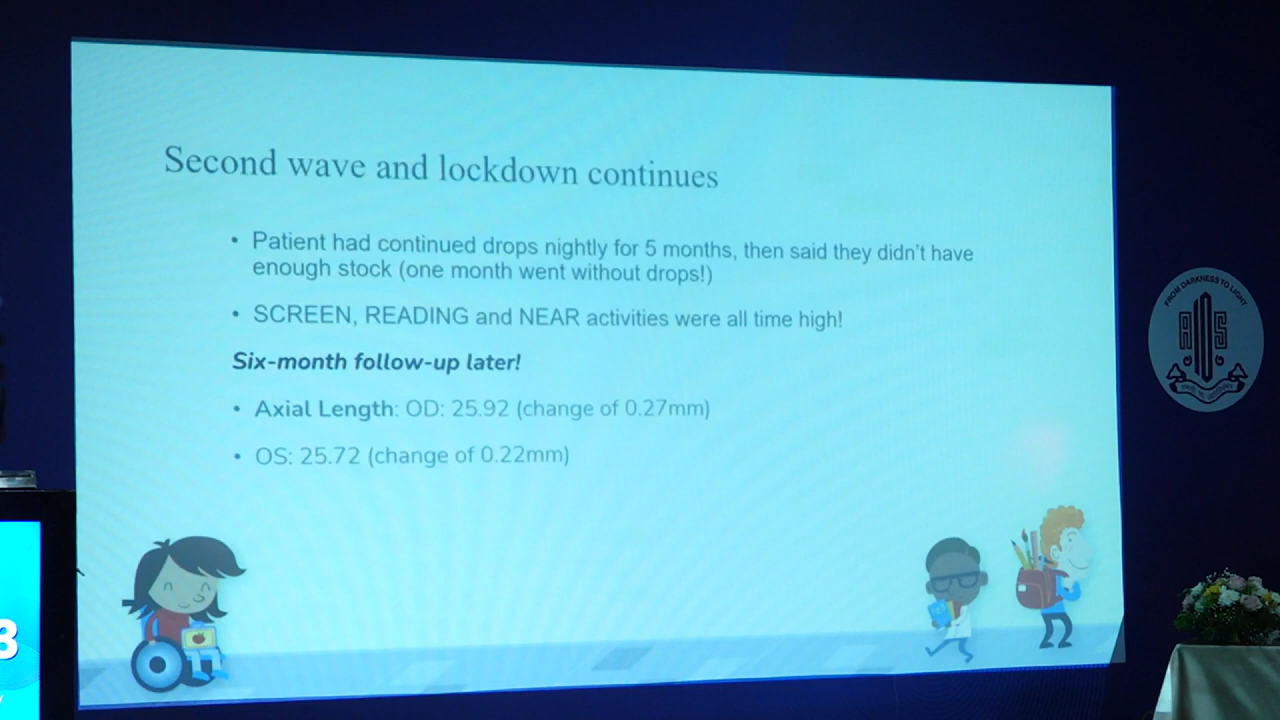 Second wave and lockdown continues
• Patient had continued drops nightly for 5 months, then said they didn't have
enough stock (one month went without drops!)
• SCREEN, READING and NEAR activities were all time high!
Six-month follow-up later!
• Axial Length: OD: 25.92 (change of 0.27mm)
• OS: 25.72 (change of 0.22mm)
FROM DARKNESS TO LIGHT
3